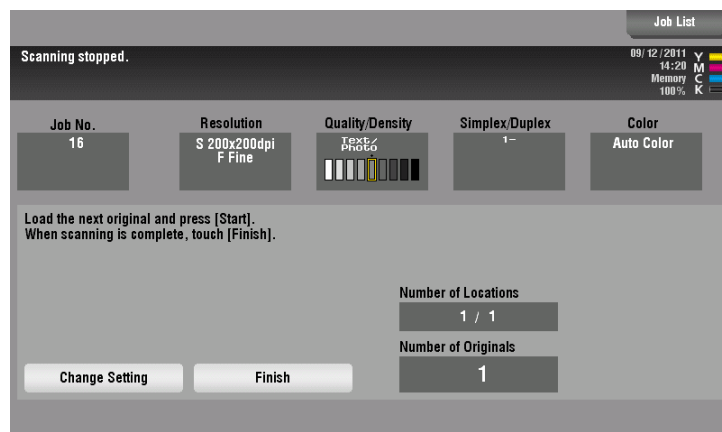 Job List
Scanning stopped.
09/12/2011
14:20
Memory
100%
Y
M
C
K
Job No.
16
Resolution
S 200x200dpi
F Fine
Quality/Density
Text/
Photo
Simplex/Duplex
1-
Color
Auto Color
Load the next original and press [Start].
When scanning is complete, touch [Finish].
Number of Locations
1 / 1
Number of Originals
1
Change Setting
Finish